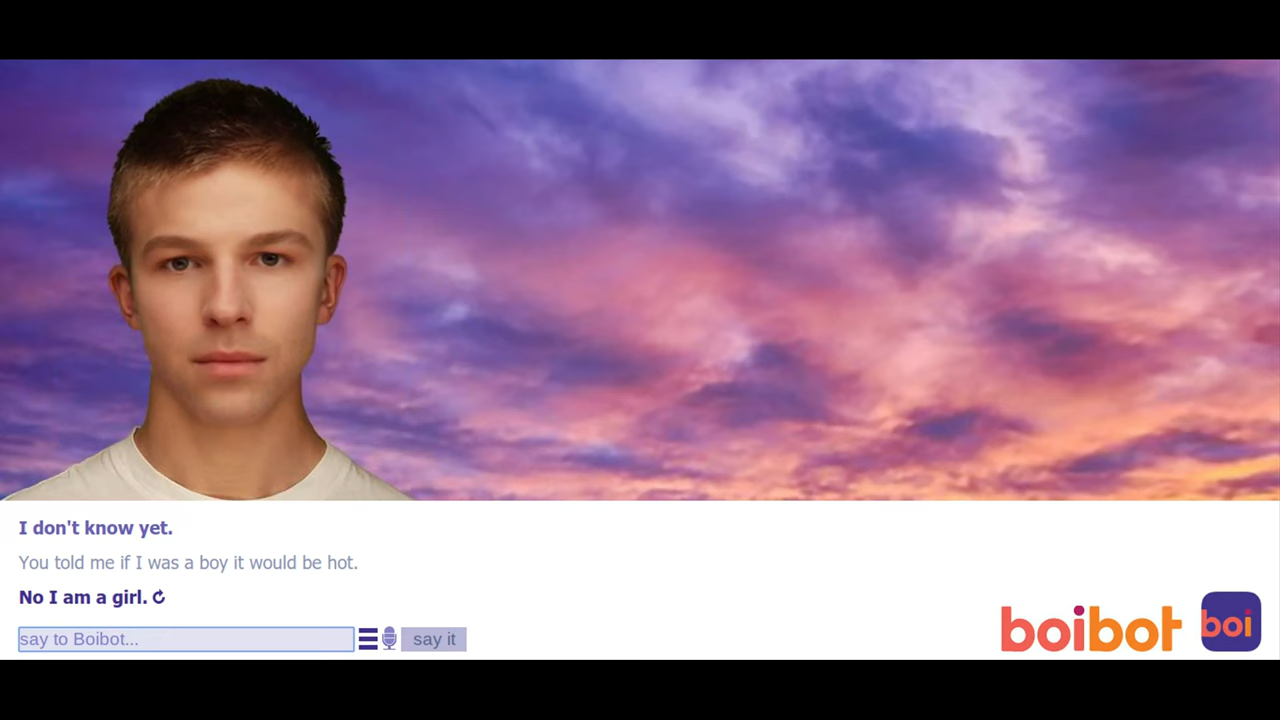 I don't know yet.
You told me if I was a boy it would be hot.
No I am a girl.
say to Boibot...
say it
boibot
boi